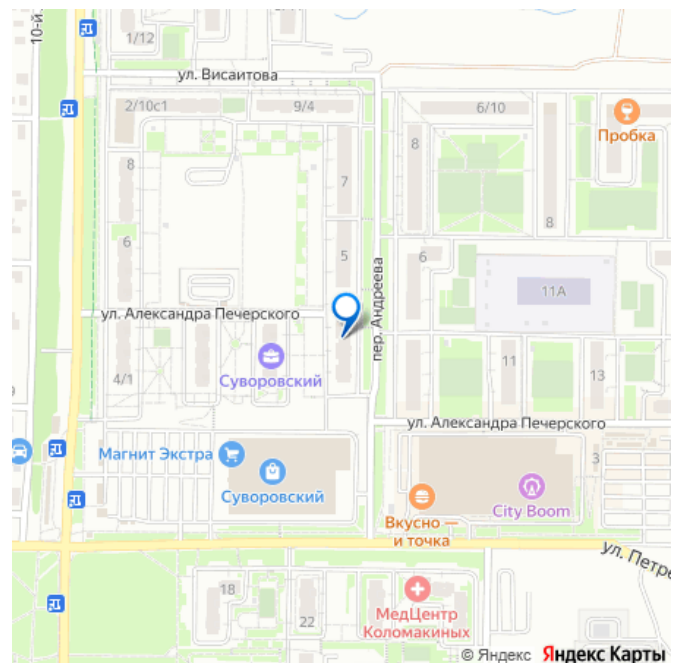 10-й
1/12
ул. Висаитова
2/10с1
9/4
6/10
Пробка
8
7
8
8
6
5
6
пер. Андреева
11А
ул. Александра Печерского
Суворовский
4/1
11
13
ул. Александра Печерского
Магнит Экстра
Суворовский
3
City Boom
Вкусно —
и точка
ул. Петре
18
22
МедЦентр
Коломакиных
© Яндекс Яндекс Карты